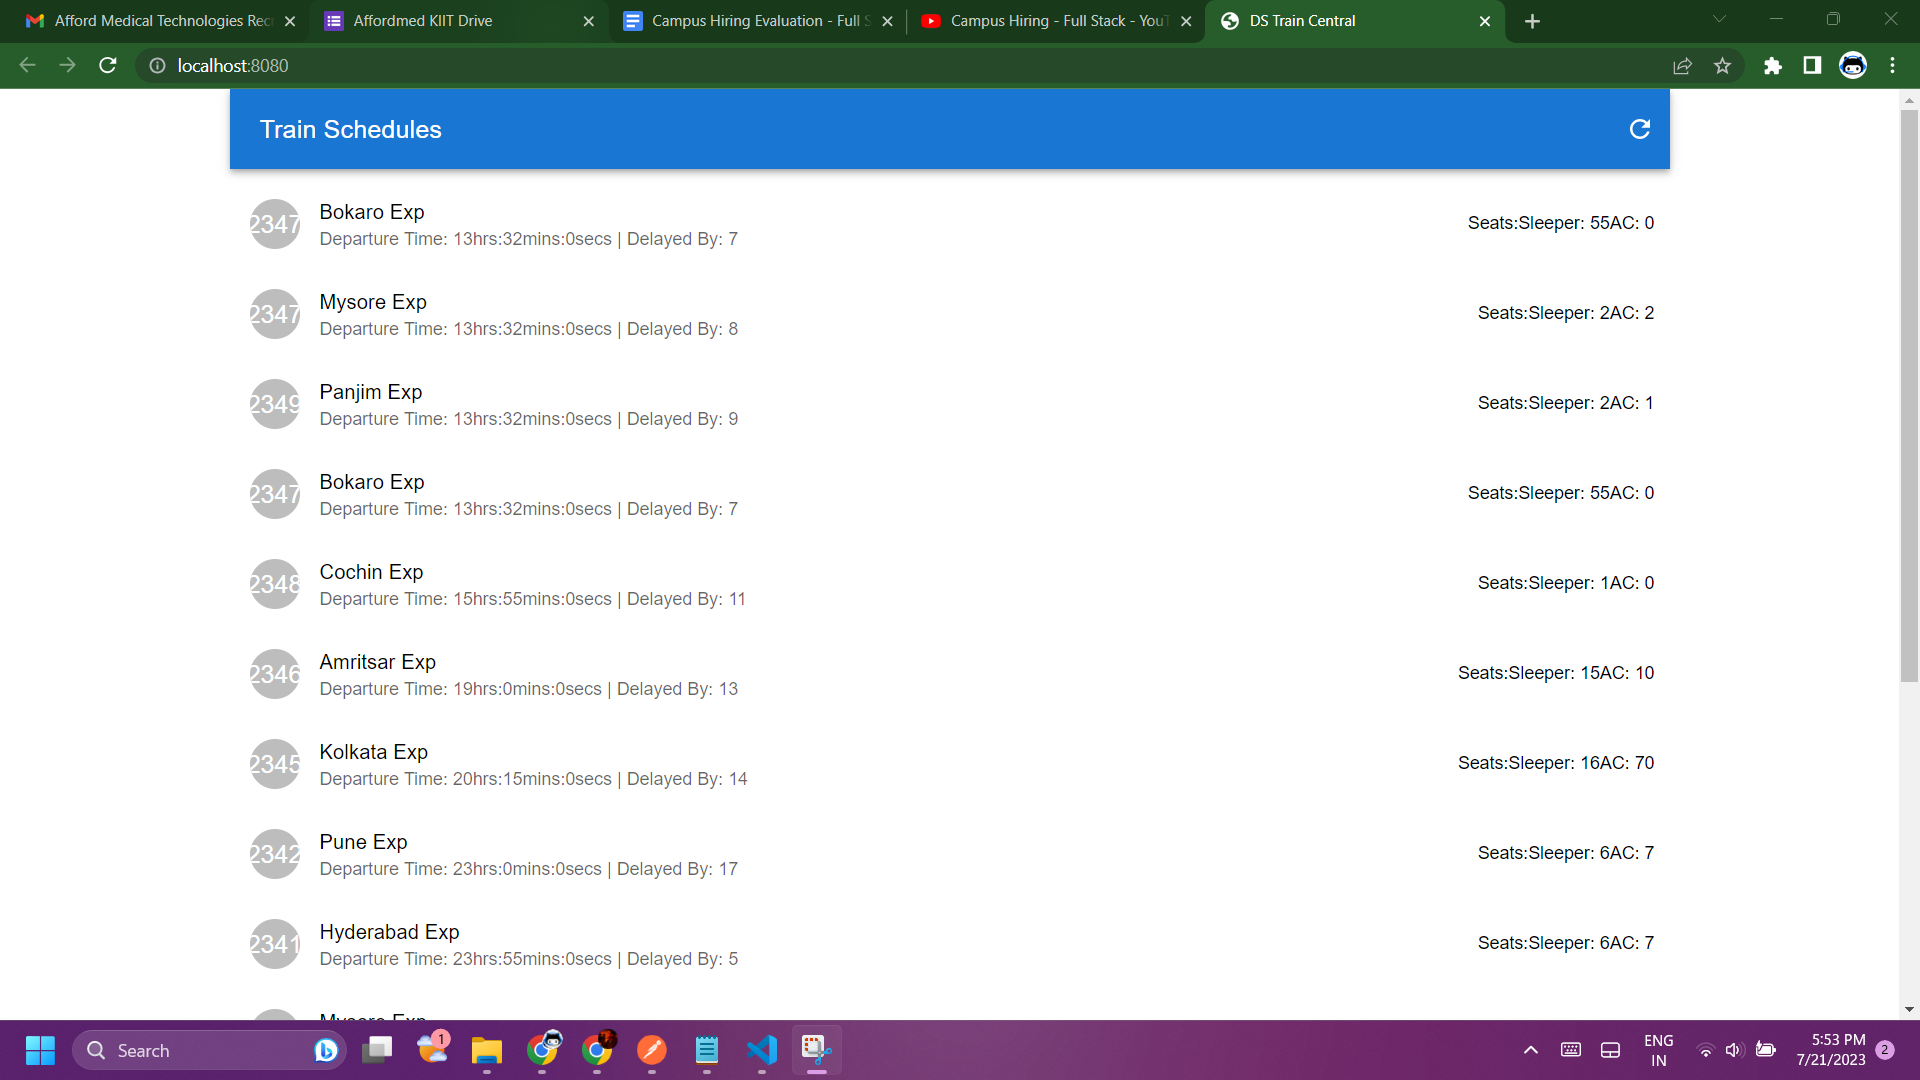 Afford Medical Technologies Rec
Affordmed KIIT Drive
Campus Hiring Evaluation - Full S
Campus Hiring - Full Stack - YouT
DS Train Central
localhost:8080
Train Schedules
2347
Bokaro Exp
Departure Time: 13hrs:32mins:0secs | Delayed By: 7
Seats:Sleeper: 55AC: 0
2347
Mysore Exp
Departure Time: 13hrs:32mins:0secs | Delayed By: 8
Seats:Sleeper: 2AC: 2
2349
Panjim Exp
Departure Time: 13hrs:32mins:0secs | Delayed By: 9
Seats:Sleeper: 2AC: 1
2347
Bokaro Exp
Departure Time: 13hrs:32mins:0secs | Delayed By: 7
Seats:Sleeper: 55AC: 0
2348
Cochin Exp
Departure Time: 15hrs:55mins:0secs | Delayed By: 11
Seats:Sleeper: 1AC: 0
2346
Amritsar Exp
Departure Time: 19hrs:0mins:0secs | Delayed By: 13
Seats:Sleeper: 15AC: 10
2345
Kolkata Exp
Departure Time: 20hrs:15mins:0secs | Delayed By: 14
Seats:Sleeper: 16AC: 70
2342
Pune Exp
Departure Time: 23hrs:0mins:0secs | Delayed By: 17
Seats:Sleeper: 6AC: 7
2341
Hyderabad Exp
Departure Time: 23hrs:55mins:0secs | Delayed By: 5
Seats:Sleeper: 6AC: 7
Mysore Exp
Search
1
ENG
IN
5:53 PM
7/21/2023
2